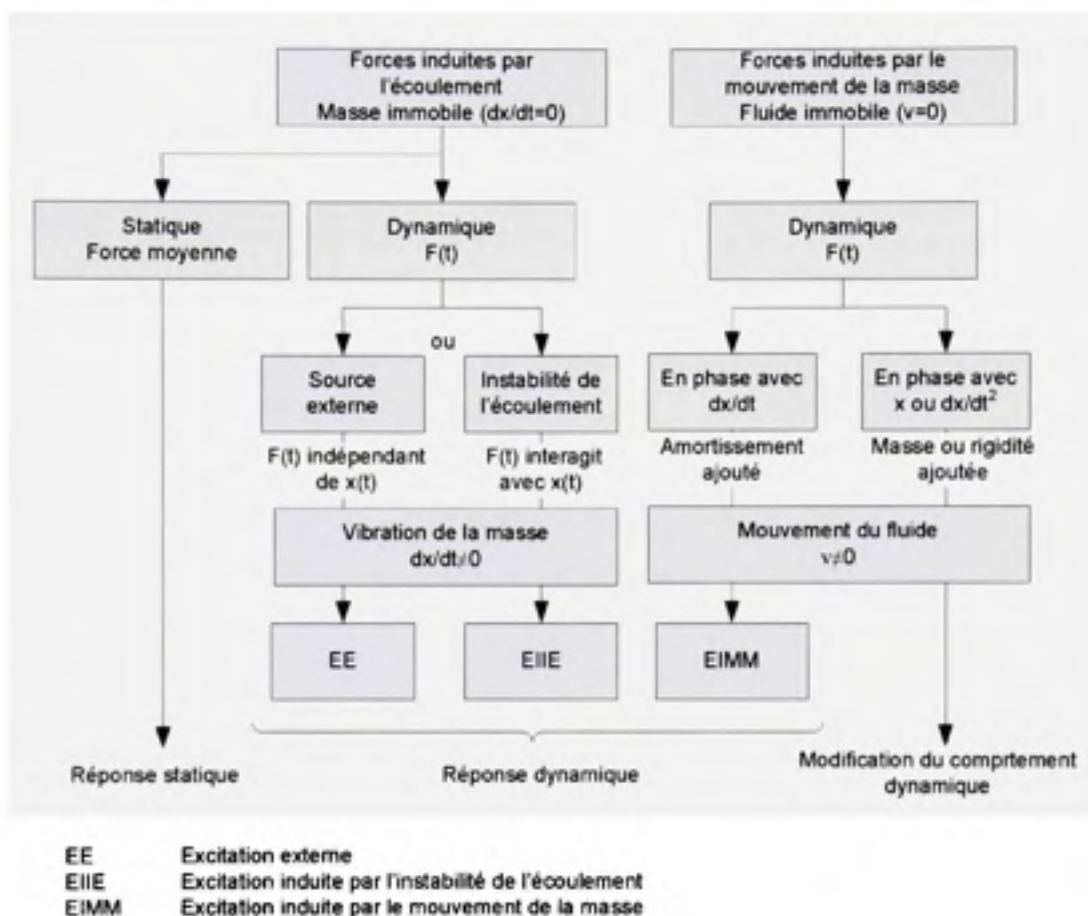 Forces induites par
l'écoulement
Masse immobile (dx/dt=0)
Forces induites par le
mouvement de la masse
Fluide immobile (v=0)
Statique
Force moyenne
Dynamique
F(t)
Dynamique
F(t)
ou
Source
externe
Instabilité de
l'écoulement
En phase avec
dx/dt
En phase avec
x ou dx/dt²
F(t) indépendant
de x(t)
F(t) interagit
avec x(t)
Amortissement
ajouté
Masse ou rigidité
ajoutée
Vibration de la masse
dx/dt≠0
Mouvement du fluide
v≠0
EE
EIIE
EIMM
Réponse statique
Réponse dynamique
Modification du comprtement
dynamique
EE Excitation externe
EIIE Excitation induite par l'instabilité de l'écoulement
EIMM Excitation induite par le mouvement de la masse